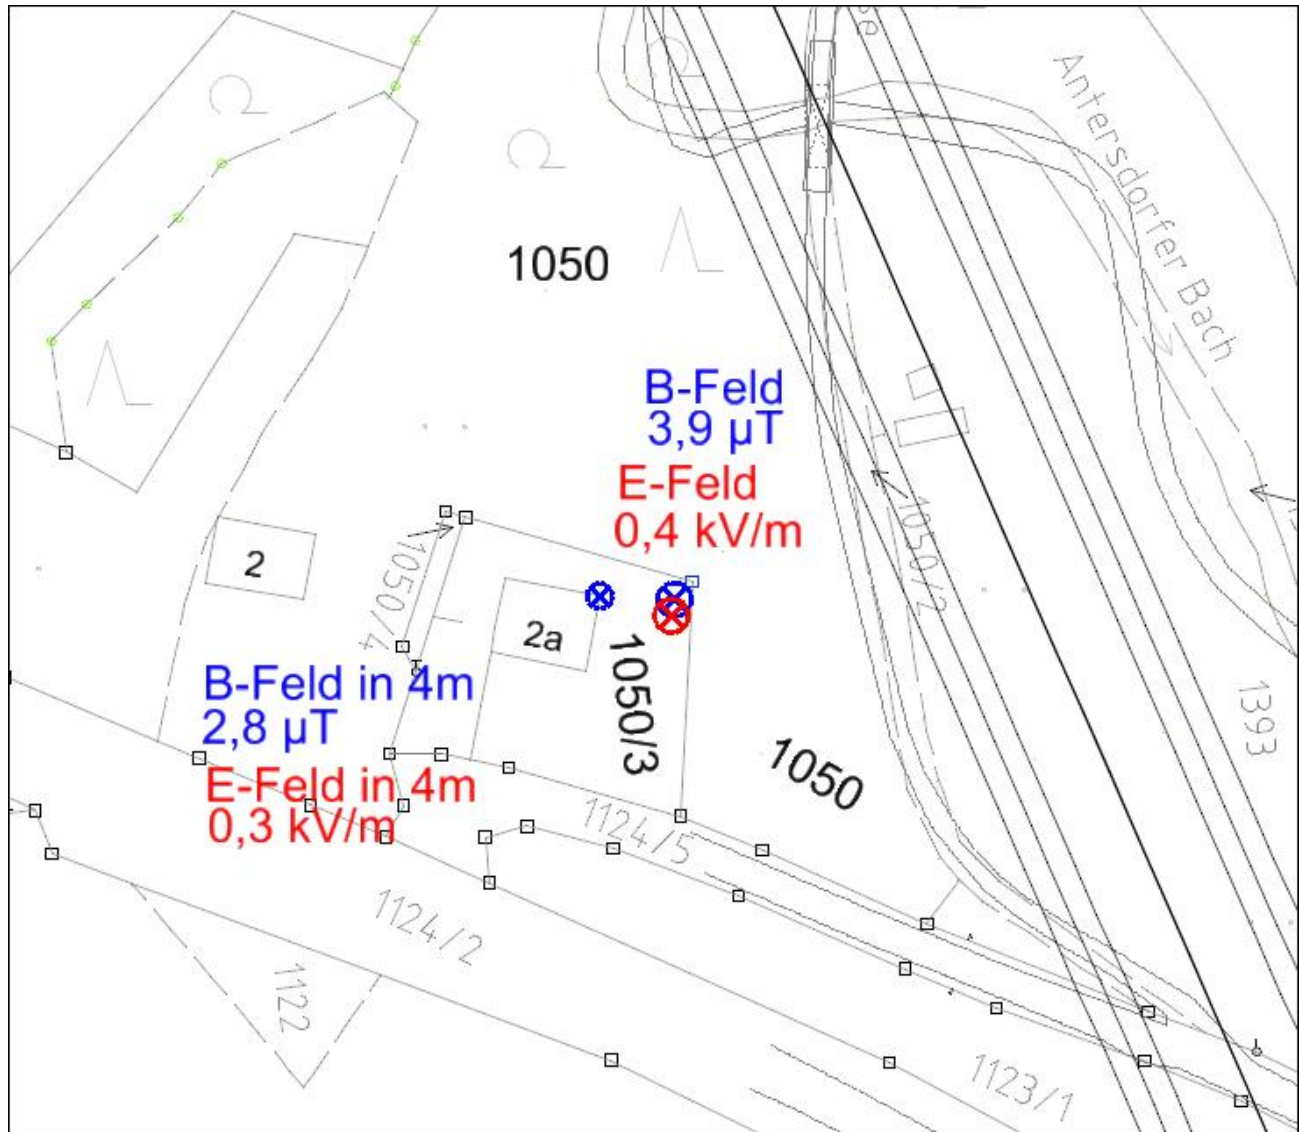 Antersdorfer Bach
1050
B-Feld
3,9 µT
E-Feld
0,4 kV/m
1050/2
2
1050/4
2a
1050/3
B-Feld in 4m
2,8 µT
E-Feld in 4m
0,3 kV/m
1050
1393
1124/5
1124/2
1122
1123/1